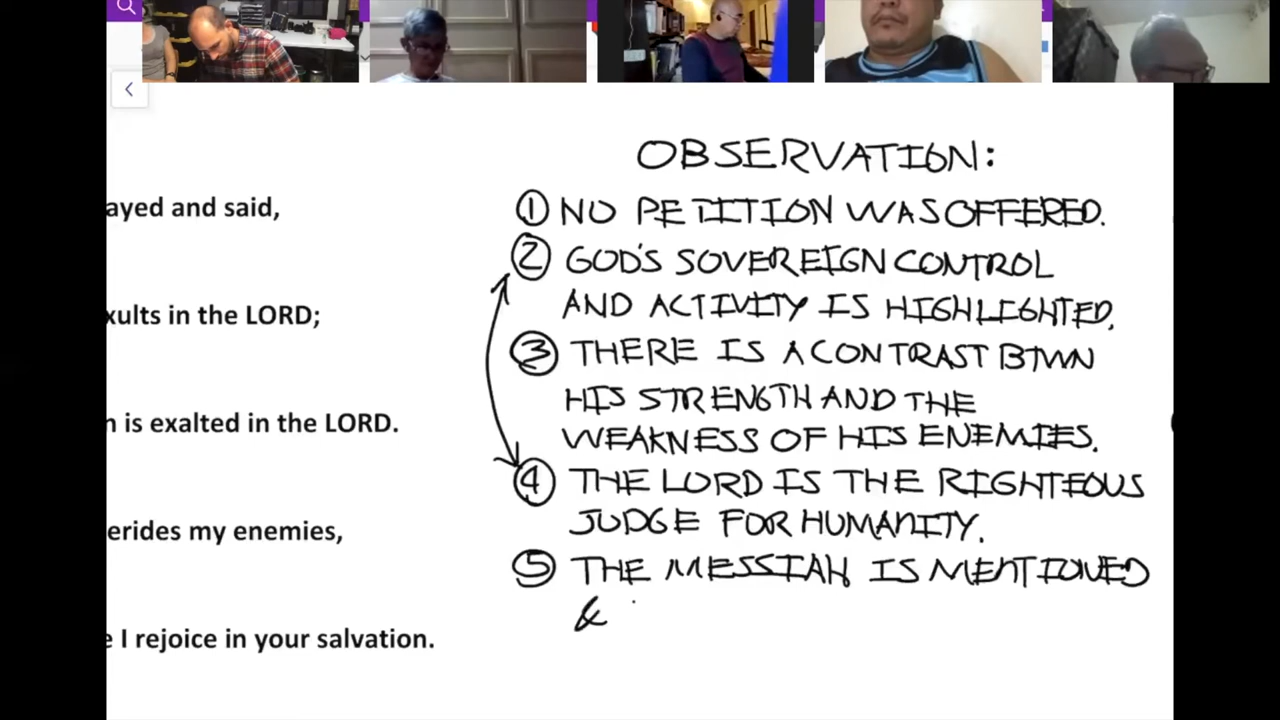 ayed and said,
xults in the LORD;
n is exalted in the LORD.
erides my enemies,
e I rejoice in your salvation.
OBSERVATION:
① NO PETITION WAS OFFERED.
② GOD'S SOVEREIGN CONTROL
AND ACTIVITY IS HIGHLIGHTED.
③ THERE IS A CONTRAST BTWN
HIS STRENGTH AND THE
WEAKNESS OF HIS ENEMIES.
④ THE LORD IS THE RIGHTEOUS
JUDGE FOR HUMANITY.
⑤ THE MESSIAH IS MENTIONED
&